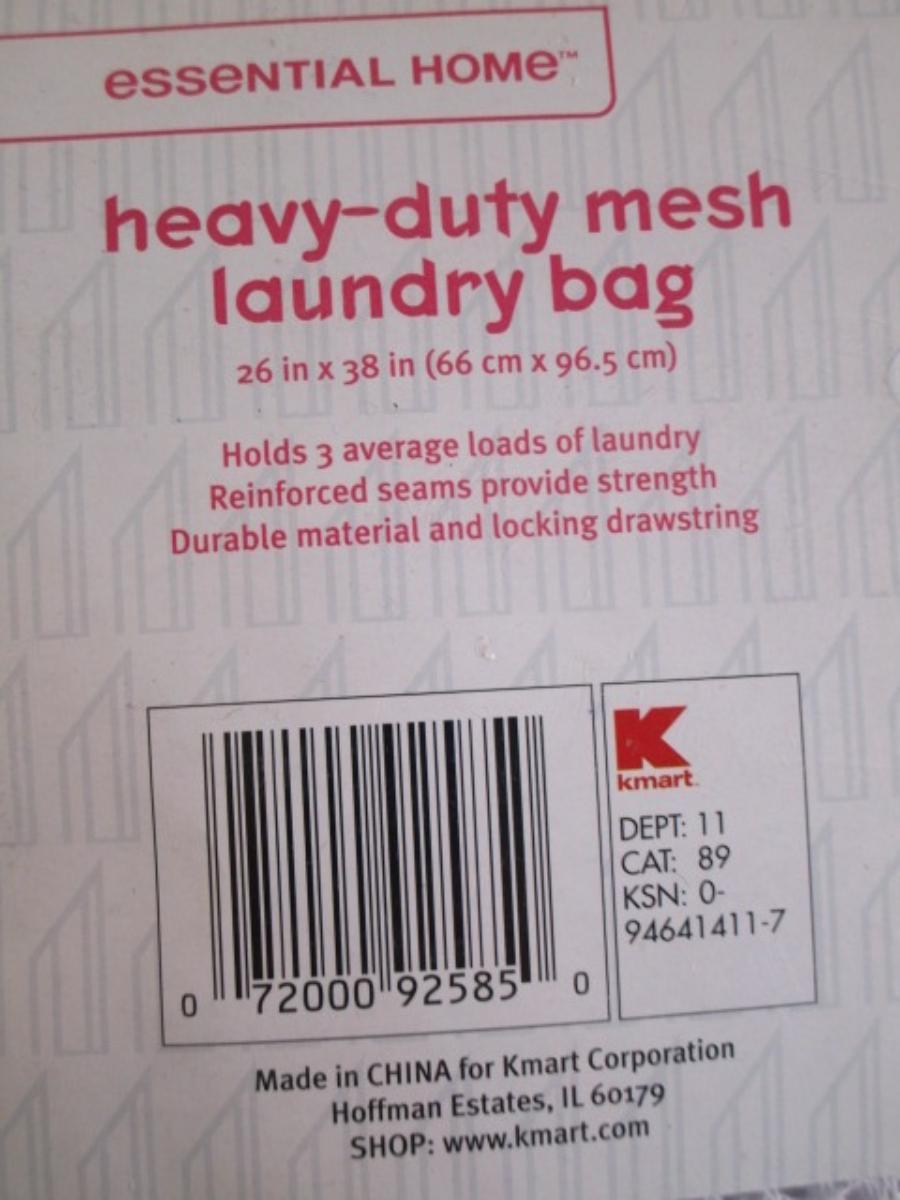 essential home™
heavy-duty mesh
laundry bag
26 in x 38 in (66 cm x 96.5 cm)
Holds 3 average loads of laundry
Reinforced seams provide strength
Durable material and locking drawstring
0 72000 92585 0
K
kmart.
DEPT: 11
CAT: 89
KSN: 0-
94641411-7
Made in CHINA for Kmart Corporation
Hoffman Estates, IL 60179
SHOP: www.kmart.com